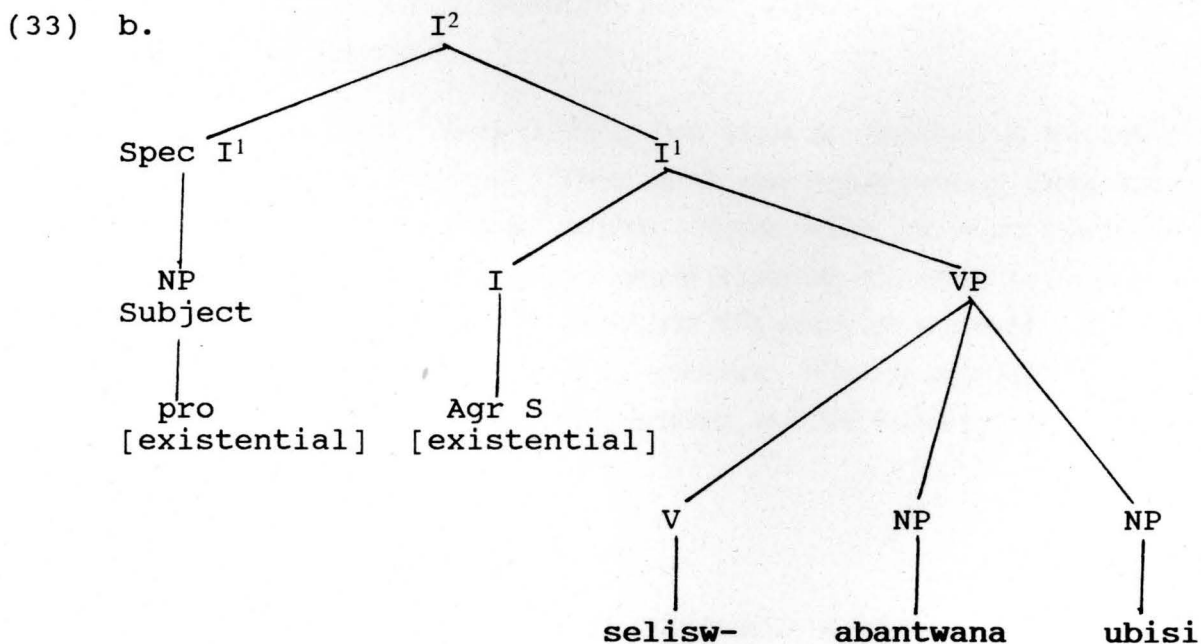 (33) b. I²
Spec I¹ I¹
NP I VP
Subject
pro Agr S
[existential] [existential]
V NP NP
selisw- abantwana ubisi